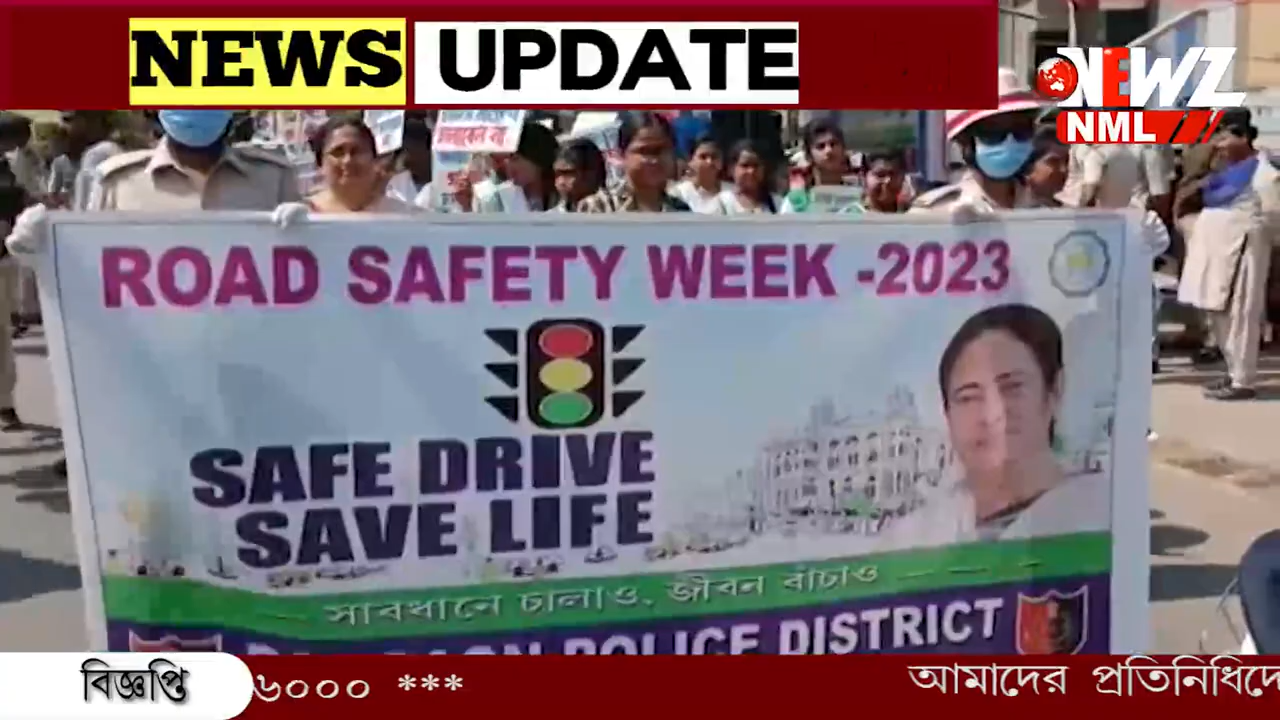 NEWS UPDATE
NEWZ
NML
ROAD SAFETY WEEK -2023
SAFE DRIVE
SAVE LIFE
সাবধানে চালাও, জীবন বাঁচাও
POLICE DISTRICT
বিজ্ঞপ্তি ৬০০০ *** আমাদের